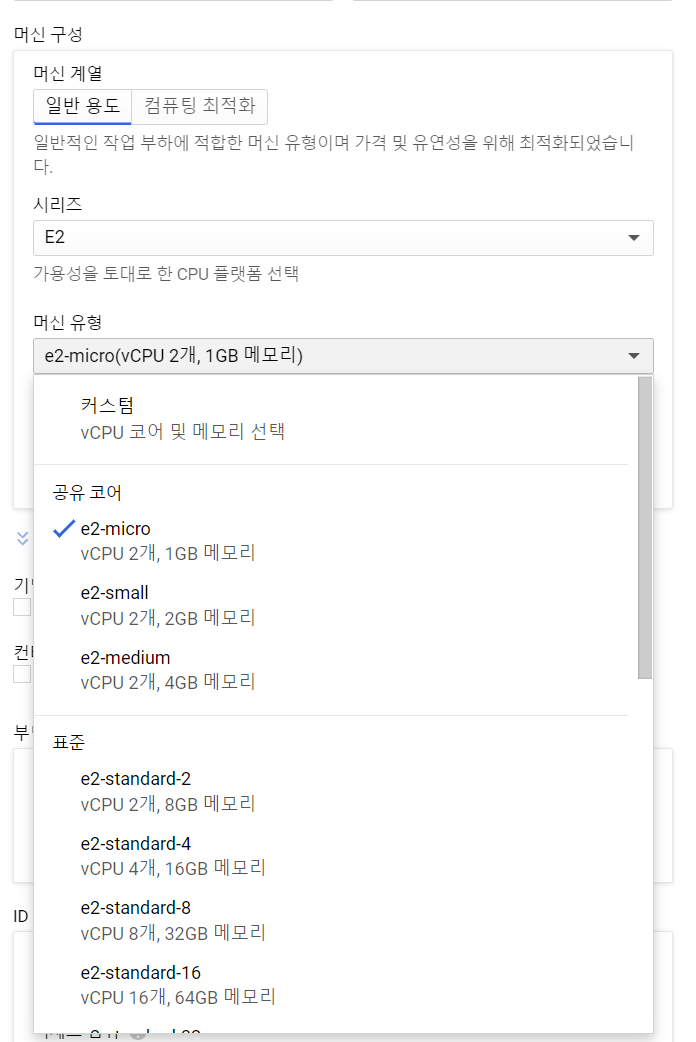 머신 구성
머신 계열
일반 용도
컴퓨팅 최적화
일반적인 작업 부하에 적합한 머신 유형이며 가격 및 유연성을 위해 최적화되었습니
다.
시리즈
E2
가용성을 토대로 한 CPU 플랫폼 선택
머신 유형
e2-micro(vCPU 2개, 1GB 메모리)
커스텀
vCPU 코어 및 메모리 선택
공유 코어
e2-micro
vCPU 2개, 1GB 메모리
e2-small
vCPU 2개, 2GB 메모리
e2-medium
vCPU 2개, 4GB 메모리
표준
e2-standard-2
vCPU 2개, 8GB 메모리
e2-standard-4
vCPU 4개, 16GB 메모리
e2-standard-8
vCPU 8개, 32GB 메모리
ID
e2-standard-16
vCPU 16개, 64GB 메모리